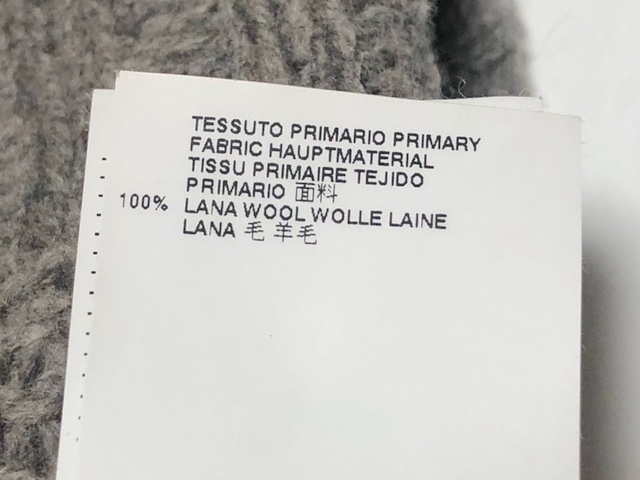 TESSUTO PRIMARIO PRIMARY
FABRIC HAUPTMATERIAL
TISSU PRIMAIRE TEJIDO
PRIMARIO 面料
100% LANA WOOL WOLLE LAINE
LANA 毛 羊毛